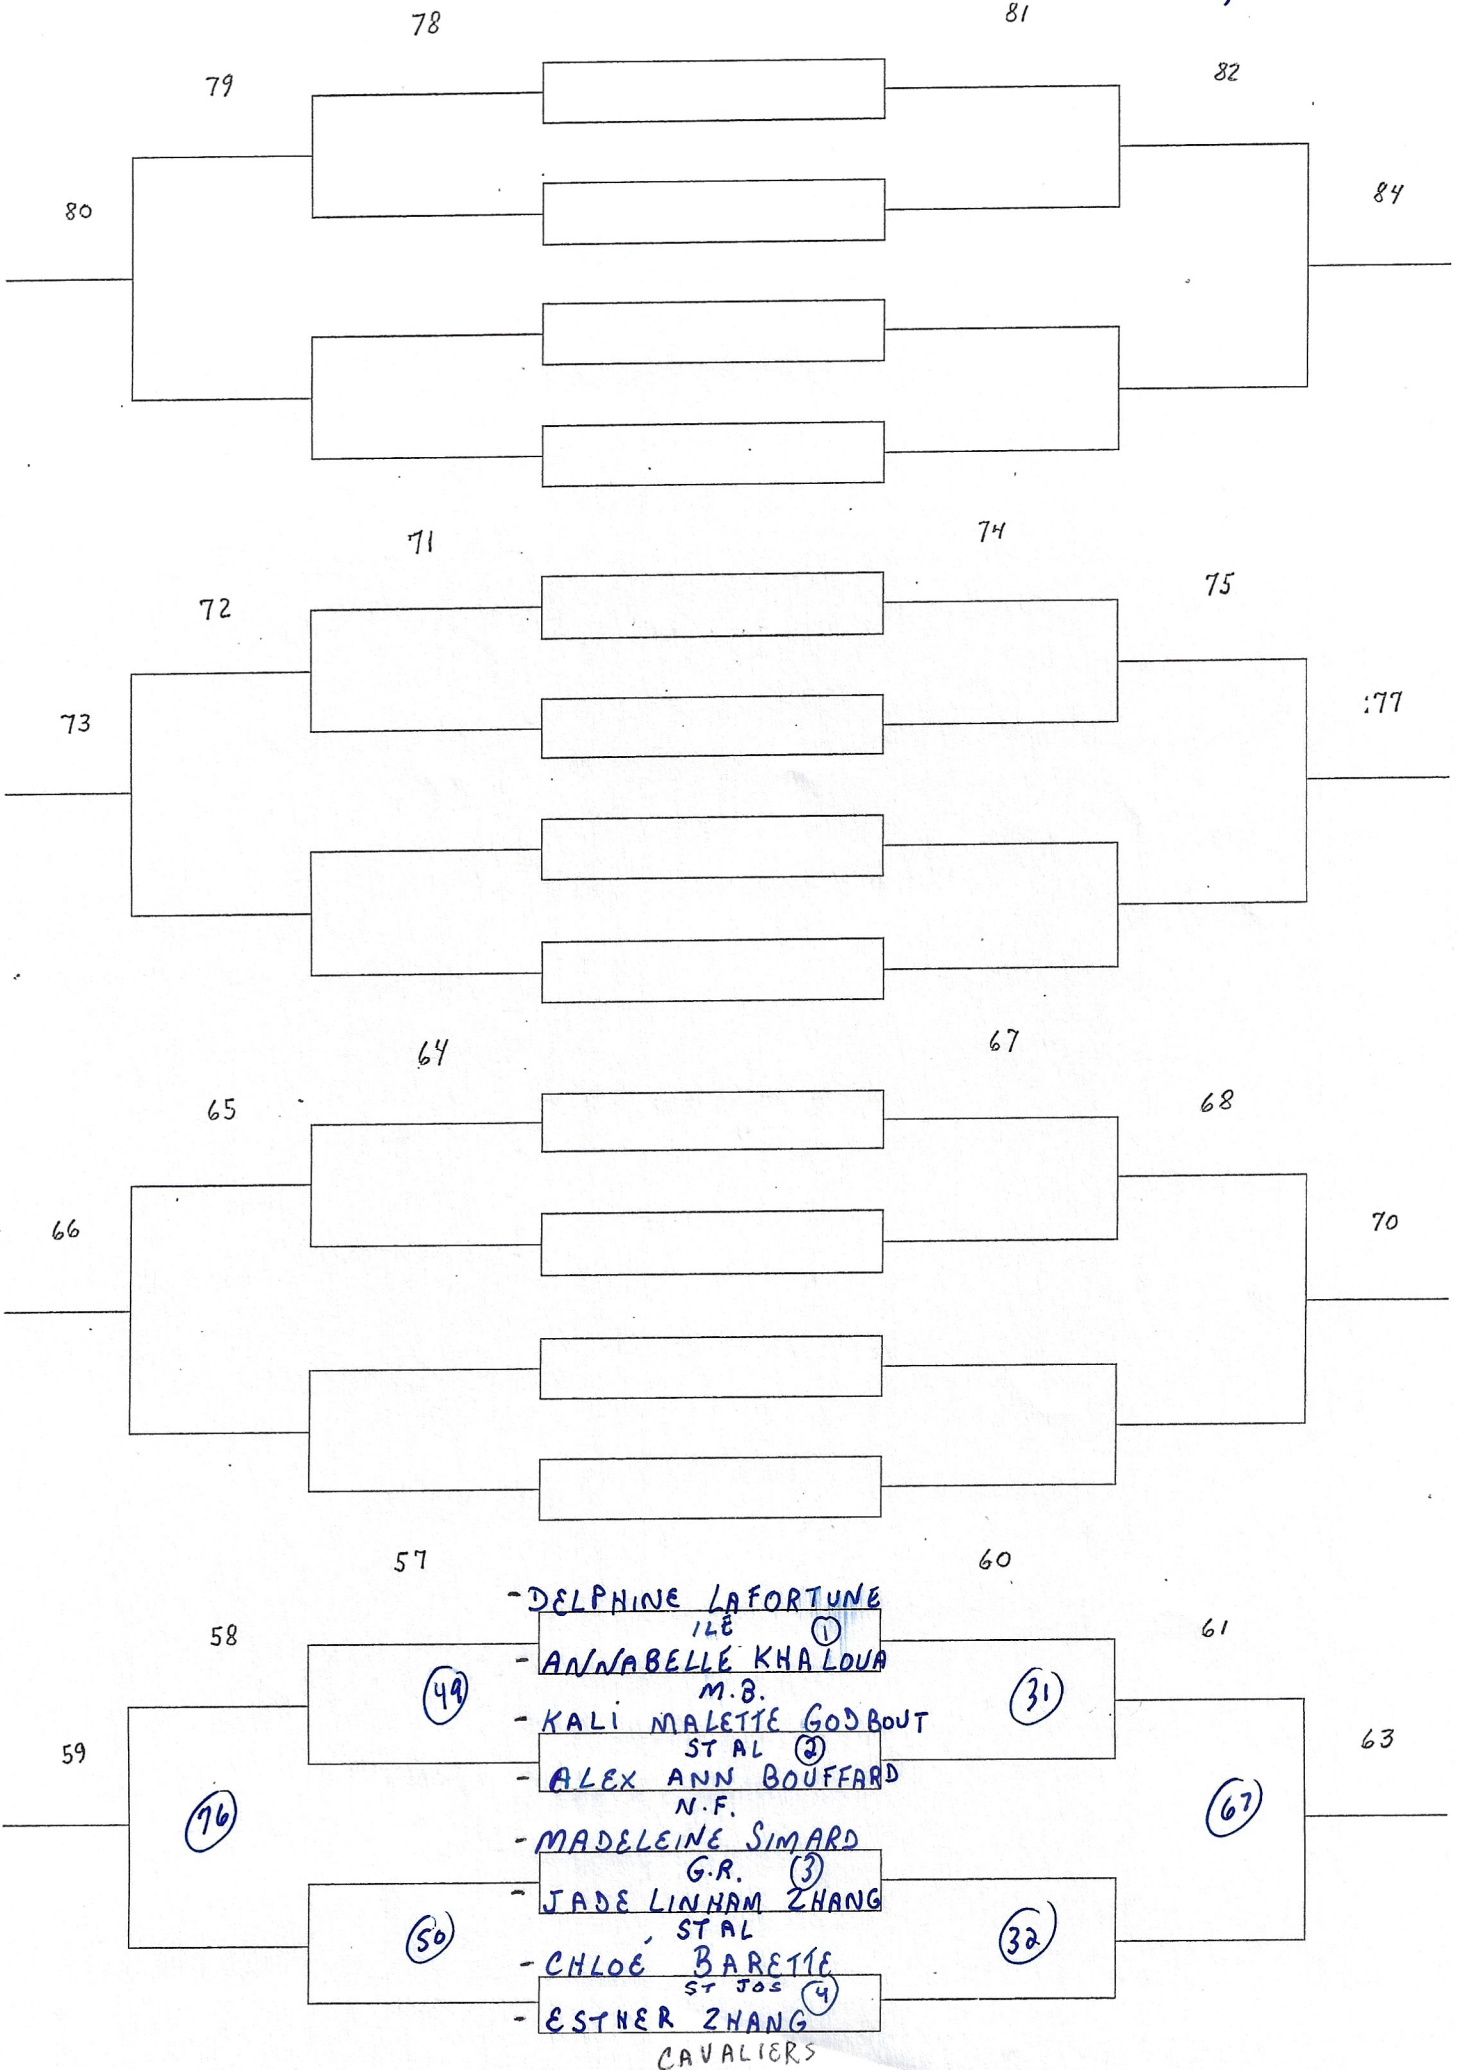 78
81
79
82
80
84
71
74
72
75
73
:77
64
67
65
68
66
70
57
60
- DELPHINE LAFORTUNE
58
ILE ①
61
- ANNABELLE KHALOUA
49
M.B.
31
- KALI MALETTE GODBOUT
59
ST AL ②
63
- ALEX ANN BOUFFARD
76
N.F.
67
- MADELEINE SIMARD
G.R. ③
- JADE LINHAM ZHANG
50
ST AL
32
- CHLOÉ BARETTE
ST JOS ④
- ESTHER ZHANG
CAVALIERS